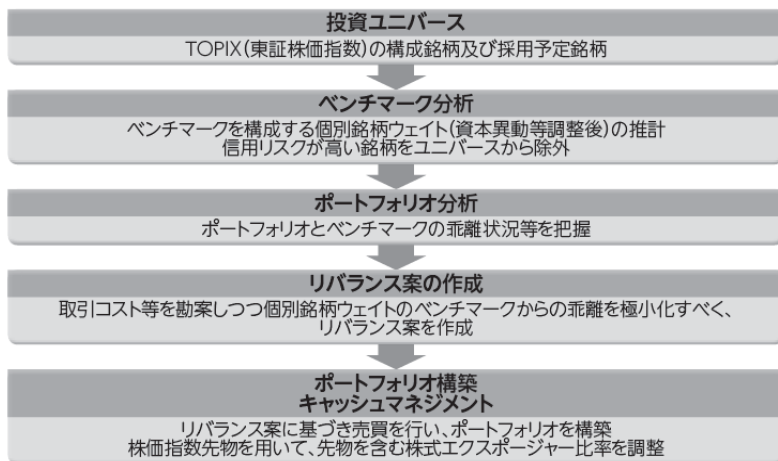 投資ユニバース
TOPIX(東証株価指数)の構成銘柄及び採用予定銘柄
ベンチマーク分析
ベンチマークを構成する個別銘柄ウェイト(資本異動等調整後)の推計
信用リスクが高い銘柄をユニバースから除外
ポートフォリオ分析
ポートフォリオとベンチマークの乖離状況等を把握
リバランス案の作成
取引コスト等を勘案しつつ個別銘柄ウェイトのベンチマークからの乖離を極小化すべく、
リバランス案を作成
ポートフォリオ構築
キャッシュマネジメント
リバランス案に基づき売買を行い、ポートフォリオを構築
株価指数先物を用いて、先物を含む株式エクスポージャー比率を調整